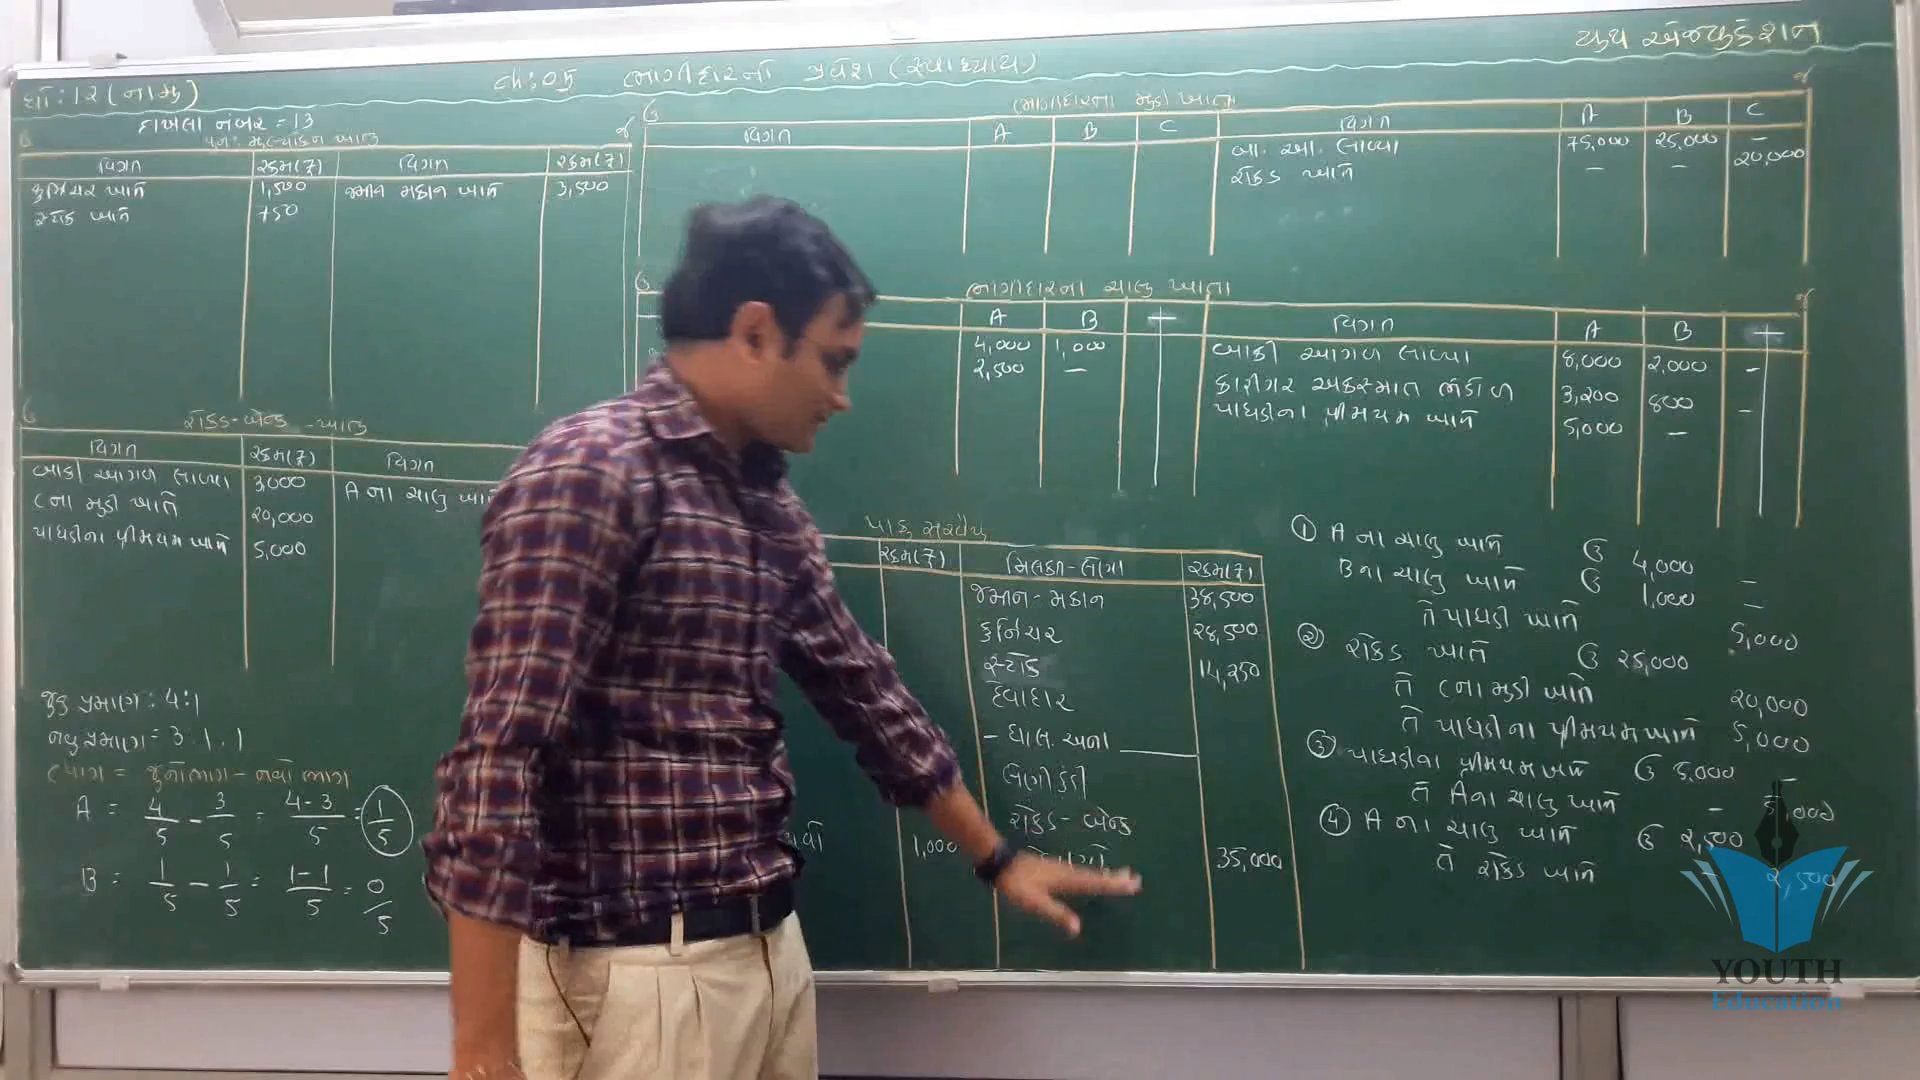 યુથ એજ્યુકેશન
ધો : 12 (નામુ)
ch : 05 ભાગીદારનો પ્રવેશ (સ્વાધ્યાય)
દાખલા નંબર = 13
પુનઃ મૂલ્યાંકન ખાતુ
ઉ જ
વિગત રકમ(₹) વિગત રકમ(₹)
ફર્નિચર ખાતે 1,500 જમીન મકાન ખાતે 3,500
સ્ટોક ખાતે 750
ભાગીદારના મૂડી ખાતા
ઉ જ
વિગત A B C વિગત A B C
બા. આ. લાવ્યા 75,000 25,000 –
રોકડ ખાતે – – 20,000
ભાગીદારના ચાલુ ખાતા
ઉ જ
A B વિગત A B
4,000 1,000 બાકી આગળ લાવ્યા 8,000 2,000 –
2,500 – કારીગર અકસ્માત ભંડોળ 3,200 800 –
પાઘડીના પ્રીમિયમ ખાતે 5,000 –
રોકડ-બેન્ક-ખાતુ
ઉ
વિગત રકમ(₹) વિગત
બાકી આગળ લાવ્યા 3,000 A ના ચાલુ ખાતે
C ના મુડી ખાતે 20,000
પાઘડીના પ્રીમિયમ ખાતે 5,000
જુનુ પ્રમાણ : 4:1
નવુ પ્રમાણ = 3:1:1
ત્યાગ = જુનોભાગ – નવો ભાગ
A = 4/5 – 3/5 = 4-3/5 = 1/5
B = 1/5 – 1/5 = 1-1/5 = 0/5
પાકુ સરવૈયુ
રકમ(₹) મિલકત-લેણા રકમ(₹)
જમીન-મકાન 38,500
ફર્નિચર 28,500
સ્ટોક 14,250
દેવાદાર
– ઘાલ. અના
લેણીહુંડી
રોકડ-બેન્ક
1,000 35,000
① A ના ચાલુ ખાતે ઉ 4,000 –
B ના ચાલુ ખાતે ઉ 1,000 –
તે પાઘડી ખાતે 5,000
② રોકડ ખાતે ઉ 25,000
તે C ના મુડી ખાતે 20,000
તે પાઘડીના પ્રીમિયમ ખાતે 5,000
③ પાઘડીના પ્રીમિયમ ખાતે ઉ 5,000 –
તે A ના ચાલુ ખાતે – 5,000
④ A ના ચાલુ ખાતે ઉ 2,500
તે રોકડ ખાતે – 2,500
YOUTH
Education